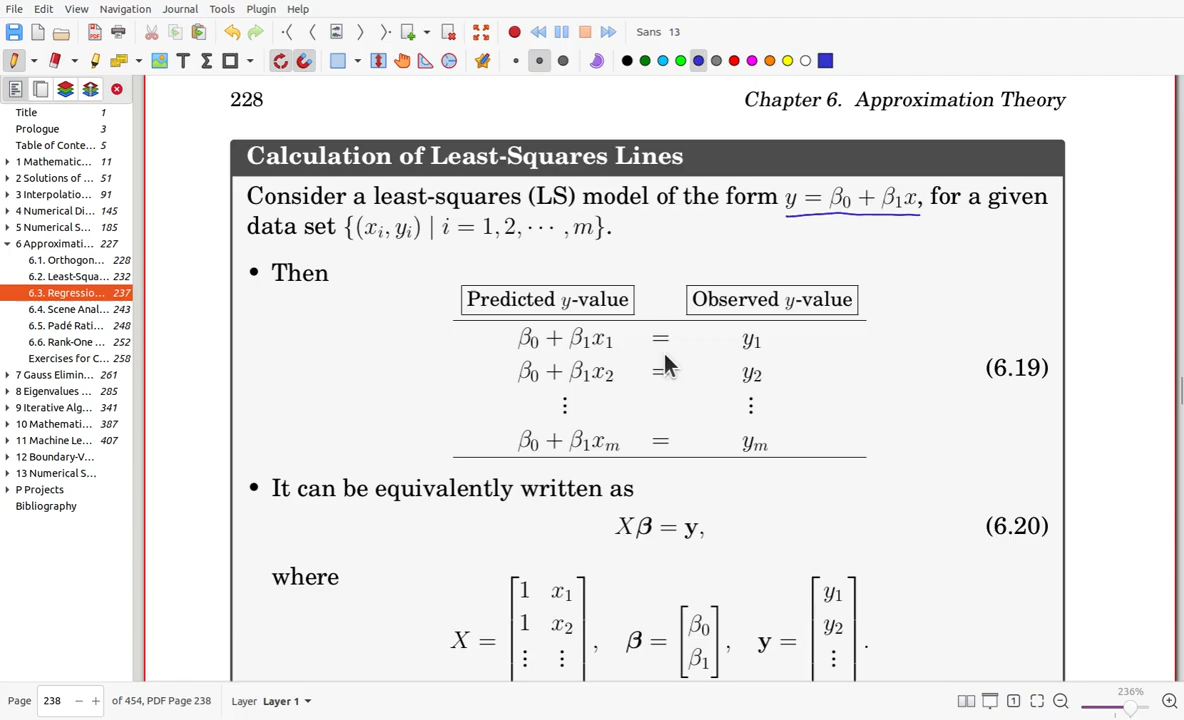 File Edit View Navigation Journal Tools Plugin Help
Sans 13
Title 1
Prologue 3
Table of Conte... 5
1 Mathematic... 11
2 Solutions of ... 51
3 Interpolatio... 91
4 Numerical Di... 145
5 Numerical S... 185
6 Approximati... 227
6.1. Orthogon... 228
6.2. Least-Squa... 232
6.3. Regressio... 237
6.4. Scene Anal... 243
6.5. Padé Rati... 248
6.6. Rank-One ... 252
Exercises for C... 258
7 Gauss Elimin... 261
8 Eigenvalues ... 285
9 Iterative Alg... 341
10 Mathemati... 387
11 Machine Le... 407
12 Boundary-V...
13 Numerical S...
P Projects
Bibliography
228 Chapter 6. Approximation Theory
Calculation of Least-Squares Lines
Consider a least-squares (LS) model of the form y = β₀ + β₁x, for a given
data set {(xᵢ, yᵢ) | i = 1, 2, ··· , m}.
• Then
Predicted y-value Observed y-value
β₀ + β₁x₁ = y₁
β₀ + β₁x₂ = y₂
⋮ ⋮
β₀ + β₁xₘ = yₘ
(6.19)
• It can be equivalently written as
Xβ = y, (6.20)
where
X = [1 x₁ 1 x₂ ⋮ ⋮], β = [β₀ β₁], y = [y₁ y₂ ⋮].
Page 238 − + of 454, PDF Page 238 Layer Layer 1 236%